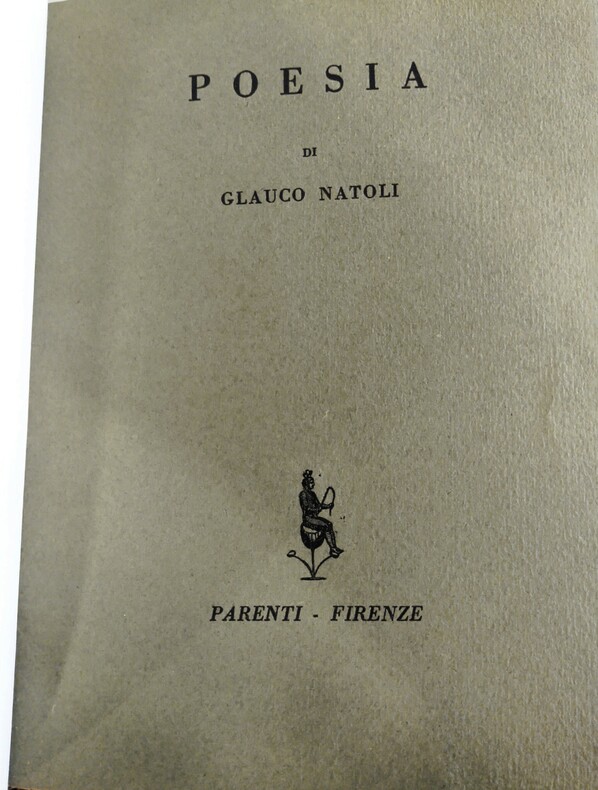 POESIA
DI
GLAUCO NATOLI
PARENTI - FIRENZE